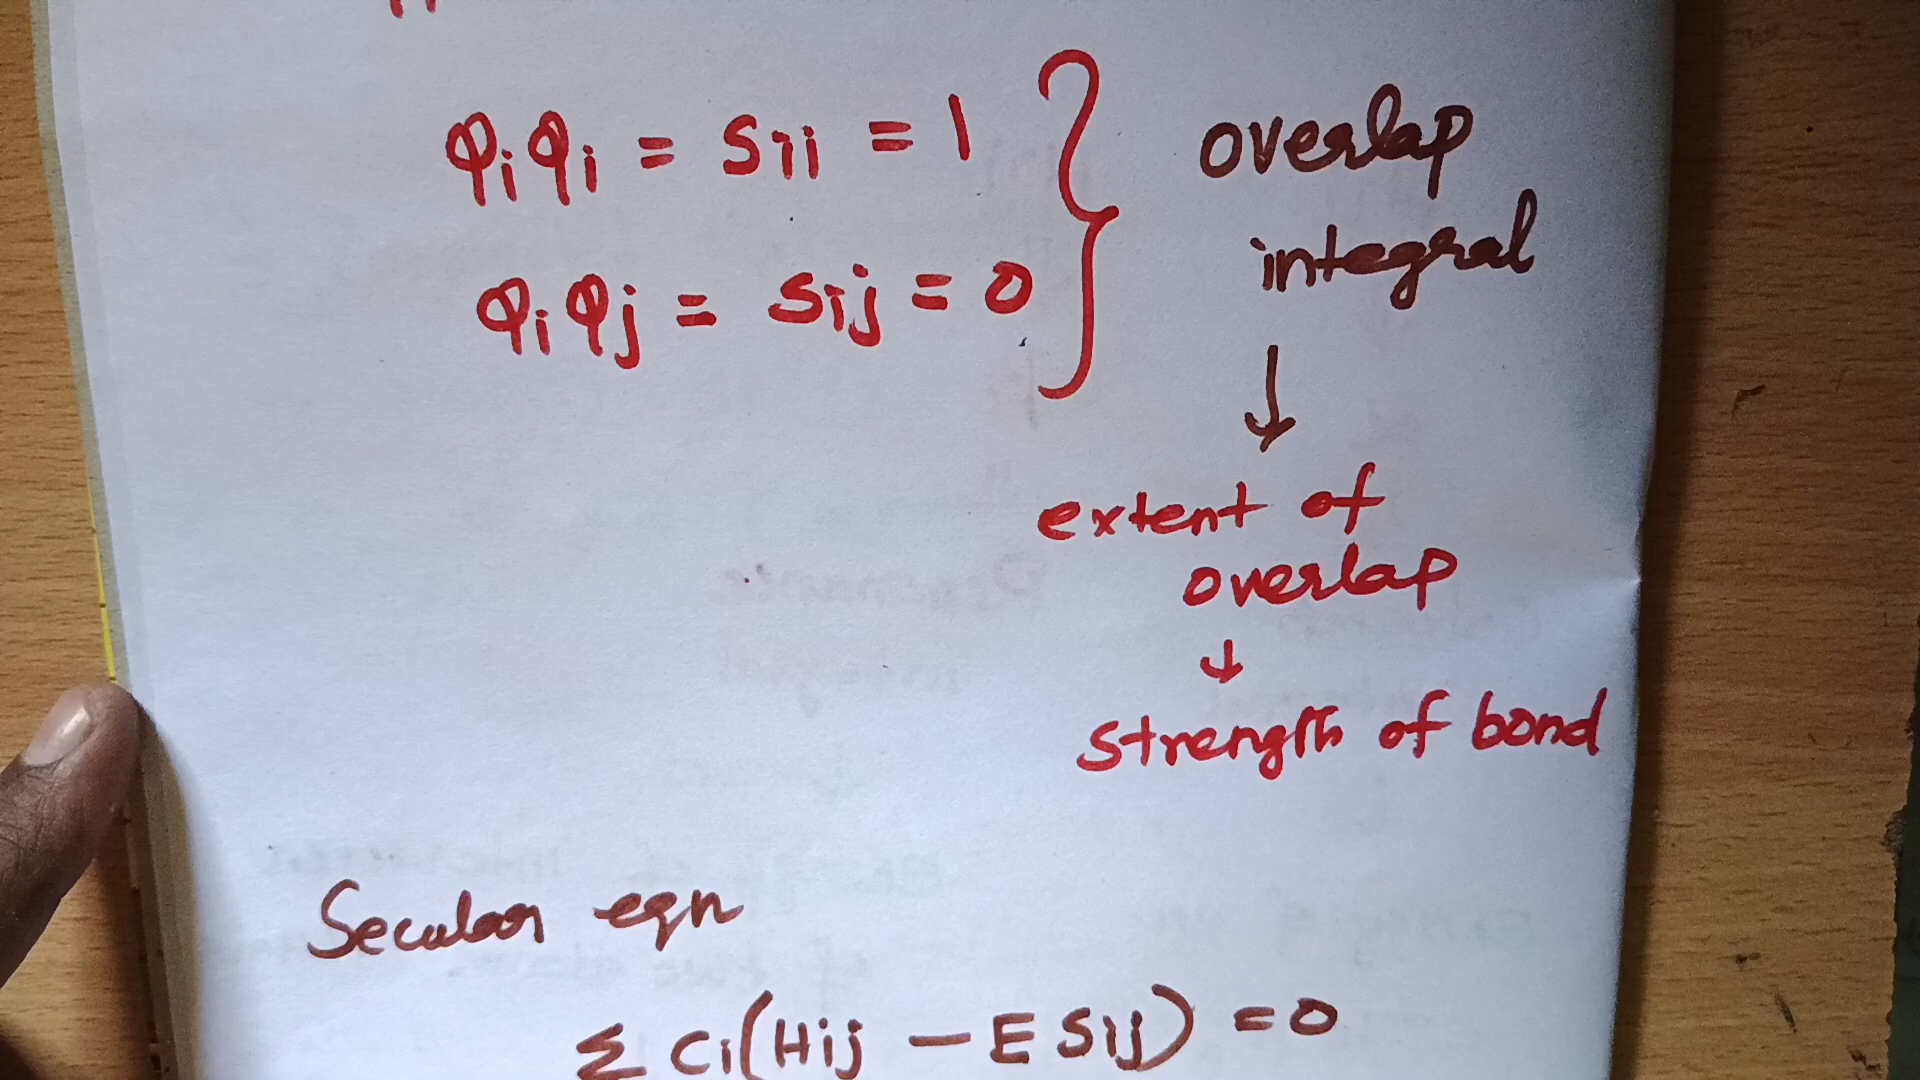 φiφi = Sii = 1
φiφj = Sij = 0
overlap
integral
↓
extent of
overlap
↓
strength of bond
Secular eqn
Σ Ci(Hij - E Sij) = 0